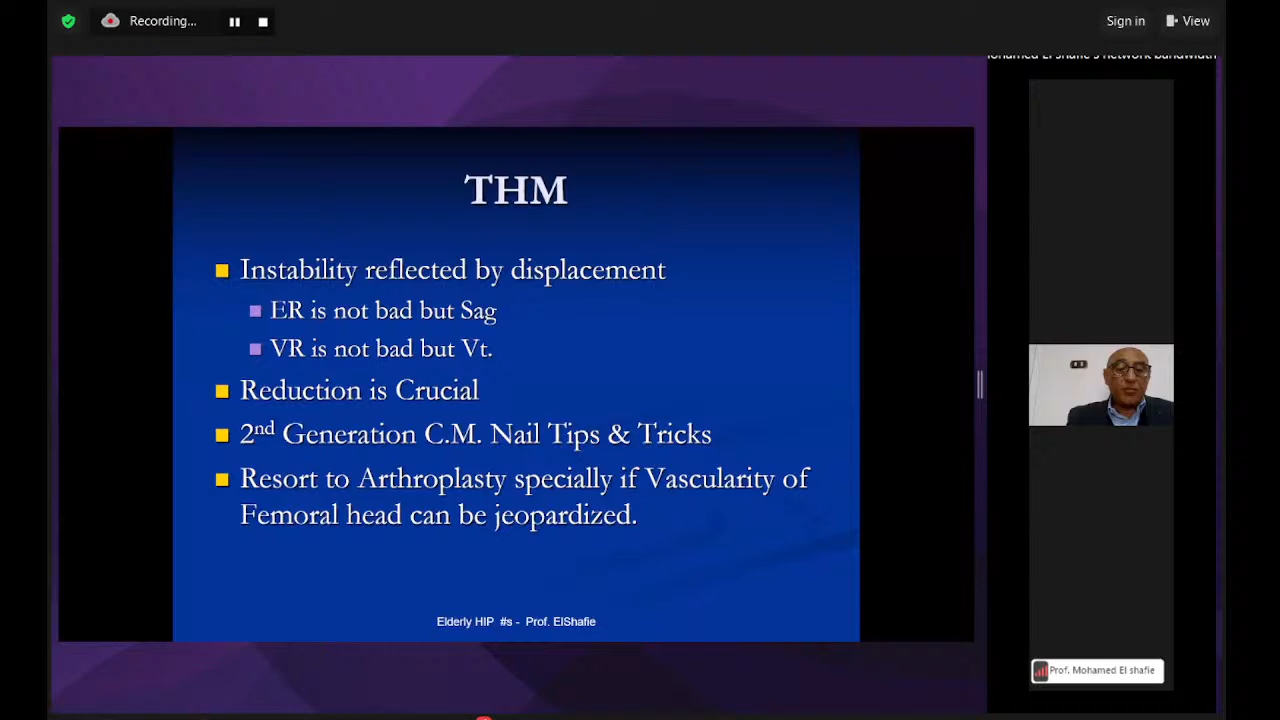 Recording...
Sign in
View
Mohamed El shafie's network bandwidth
THM
Instability reflected by displacement
ER is not bad but Sag
VR is not bad but Vt.
Reduction is Crucial
2nd Generation C.M. Nail Tips & Tricks
Resort to Arthroplasty specially if Vascularity of
Femoral head can be jeopardized.
Elderly HIP #s - Prof. ElShafie
Prof. Mohamed El shafie